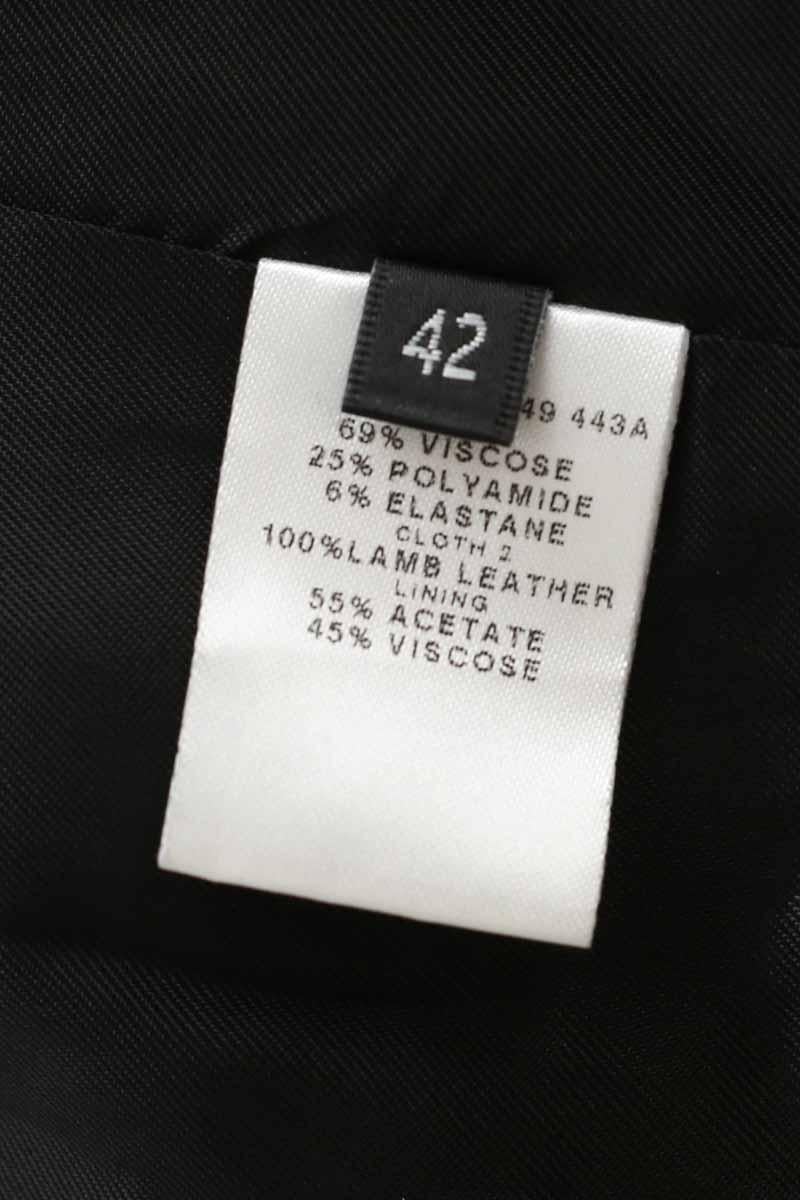 42
49 443A
69% VISCOSE
25% POLYAMIDE
6% ELASTANE
CLOTH 2
100%LAMB LEATHER
LINING
55% ACETATE
45% VISCOSE